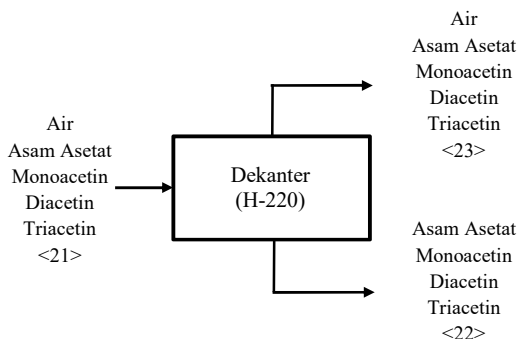 Air
Asam Asetat
Monoacetin
Diacetin
Triacetin
<21>
Dekanter
(H-220)
Air
Asam Asetat
Monoacetin
Diacetin
Triacetin
<23>
Asam Asetat
Monoacetin
Diacetin
Triacetin
<22>